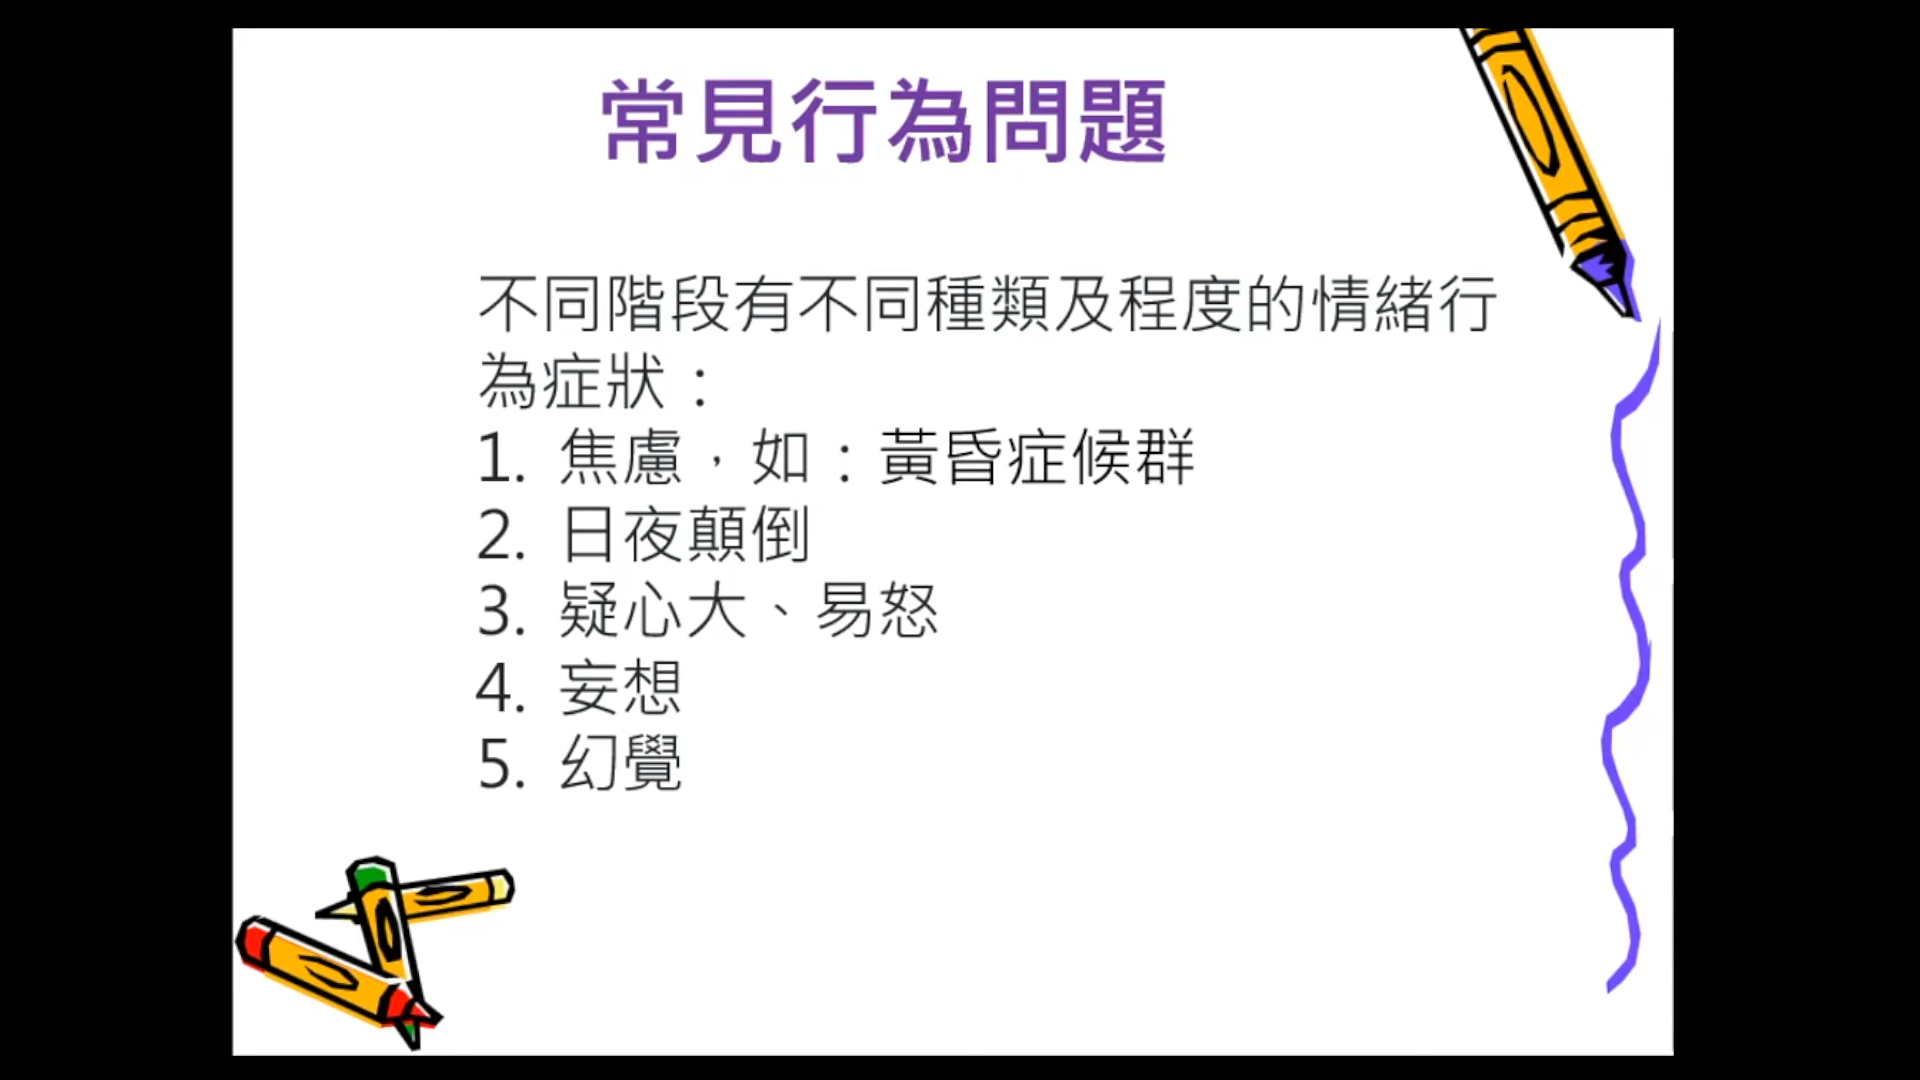 常見行為問題
不同階段有不同種類及程度的情緒行
為症狀：
1. 焦慮，如：黃昏症候群
2. 日夜顛倒
3. 疑心大、易怒
4. 妄想
5. 幻覺